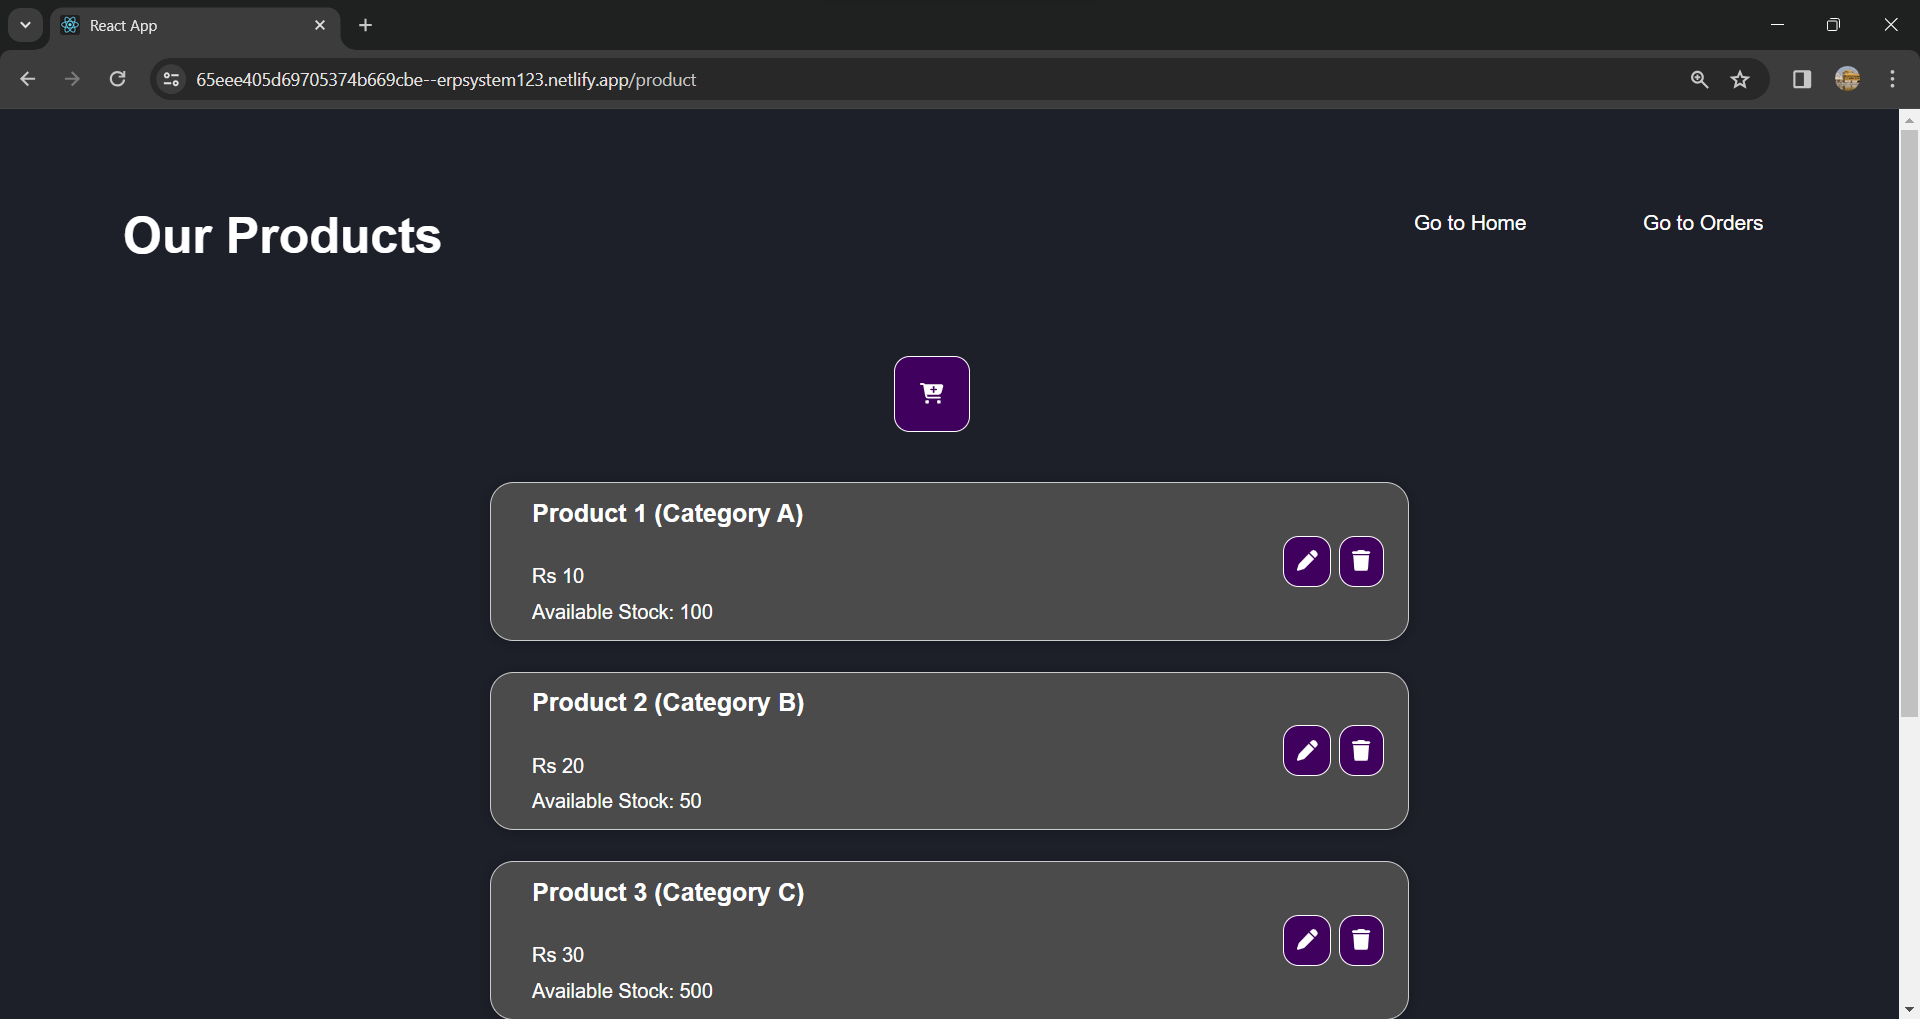 React App
65eee405d69705374b669cbe--erpsystem123.netlify.app/product
Our Products
Go to Home
Go to Orders
Product 1 (Category A)
Rs 10
Available Stock: 100
Product 2 (Category B)
Rs 20
Available Stock: 50
Product 3 (Category C)
Rs 30
Available Stock: 500